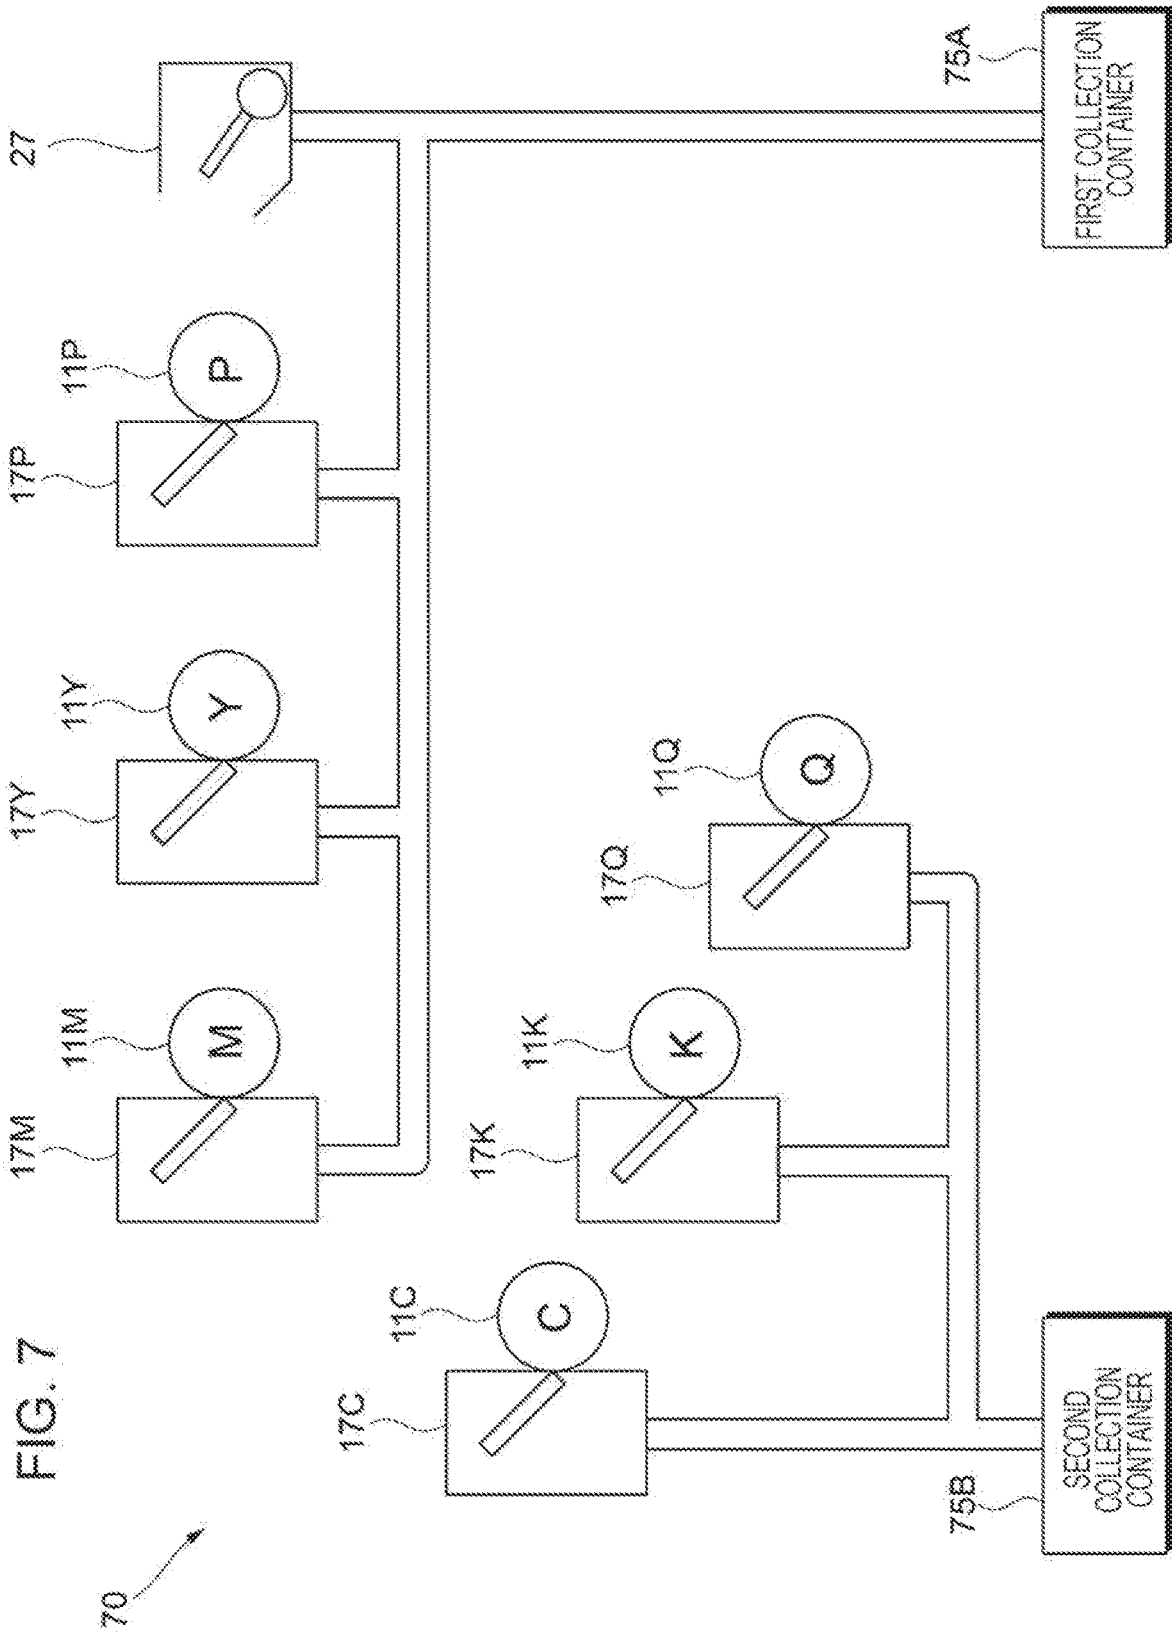 FIG. 7
70
17M
11M
M
17Y
11Y
Y
17P
11P
P
27
17C
11C
C
17K
11K
K
17Q
11Q
Q
75B
SECOND
COLLECTION
CONTAINER
75A
FIRST COLLECTION
CONTAINER